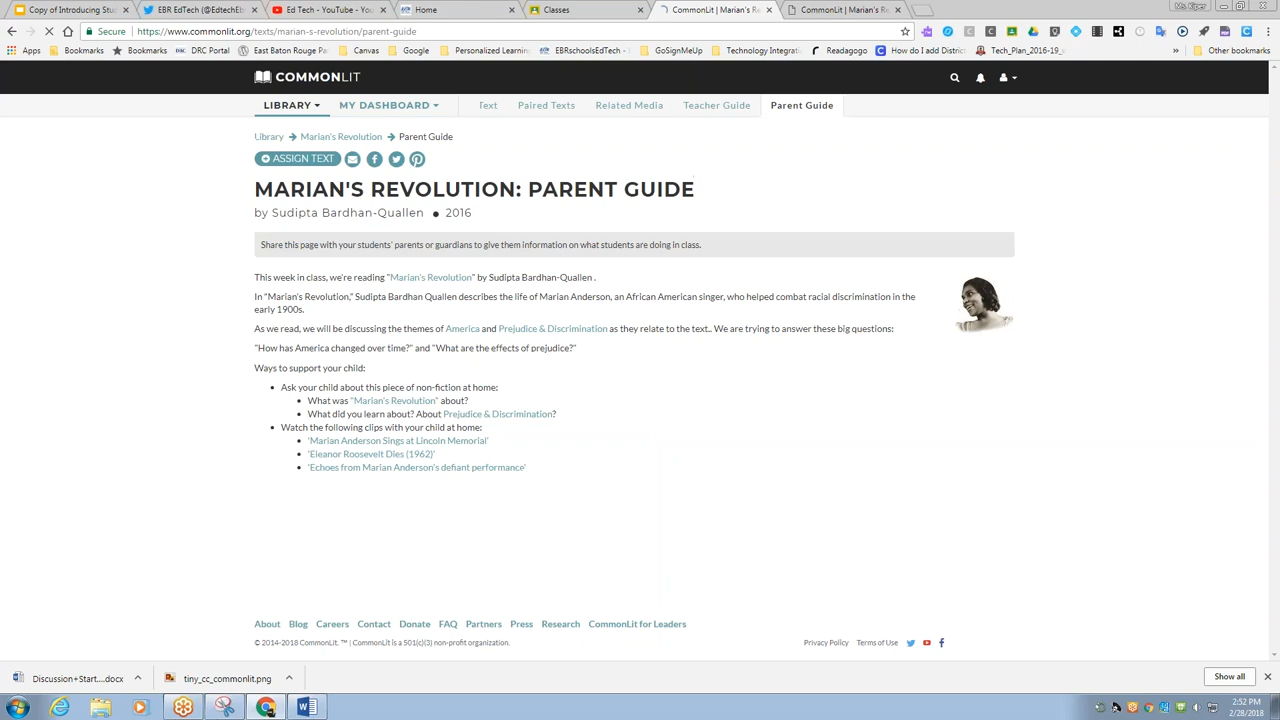 Copy of Introducing Stu
EBR EdTech (@EdtechEb
Ed Tech - YouTube - You
Home
Classes
CommonLit | Marian's Re
CommonLit | Marian's Re
Ms. Kiper
Secure
https://www.commonlit.org/texts/marian-s-revolution/parent-guide
Apps
Bookmarks
Bookmarks
DRC Portal
East Baton Rouge Pa
Canvas
Google
Personalized Learnin
EBRschoolsEdTech -
GoSignMeUp
Technology Integrati
Readagogo
How do I add Distric
Tech_Plan_2016-19_
»
Other bookmarks
COMMONLIT
LIBRARY
MY DASHBOARD
Text
Paired Texts
Related Media
Teacher Guide
Parent Guide
Library → Marian's Revolution → Parent Guide
ASSIGN TEXT
MARIAN'S REVOLUTION: PARENT GUIDE
by Sudipta Bardhan-Quallen ● 2016
Share this page with your students' parents or guardians to give them information on what students are doing in class.
This week in class, we're reading "Marian's Revolution" by Sudipta Bardhan-Quallen .
In "Marian's Revolution," Sudipta Bardhan Quallen describes the life of Marian Anderson, an African American singer, who helped combat racial discrimination in the
early 1900s.
As we read, we will be discussing the themes of America and Prejudice & Discrimination as they relate to the text.. We are trying to answer these big questions:
"How has America changed over time?" and "What are the effects of prejudice?"
Ways to support your child:
• Ask your child about this piece of non-fiction at home:
• What was "Marian's Revolution" about?
• What did you learn about? About Prejudice & Discrimination?
• Watch the following clips with your child at home:
• 'Marian Anderson Sings at Lincoln Memorial'
• 'Eleanor Roosevelt Dies (1962)'
• 'Echoes from Marian Anderson's defiant performance'
About Blog Careers Contact Donate FAQ Partners Press Research CommonLit for Leaders
© 2014-2018 CommonLit. ™ | CommonLit is a 501(c)(3) non-profit organization.
Privacy Policy Terms of Use
Discussion+Start....docx
tiny_cc_commonlit.png
Show all
2:52 PM
2/28/2018